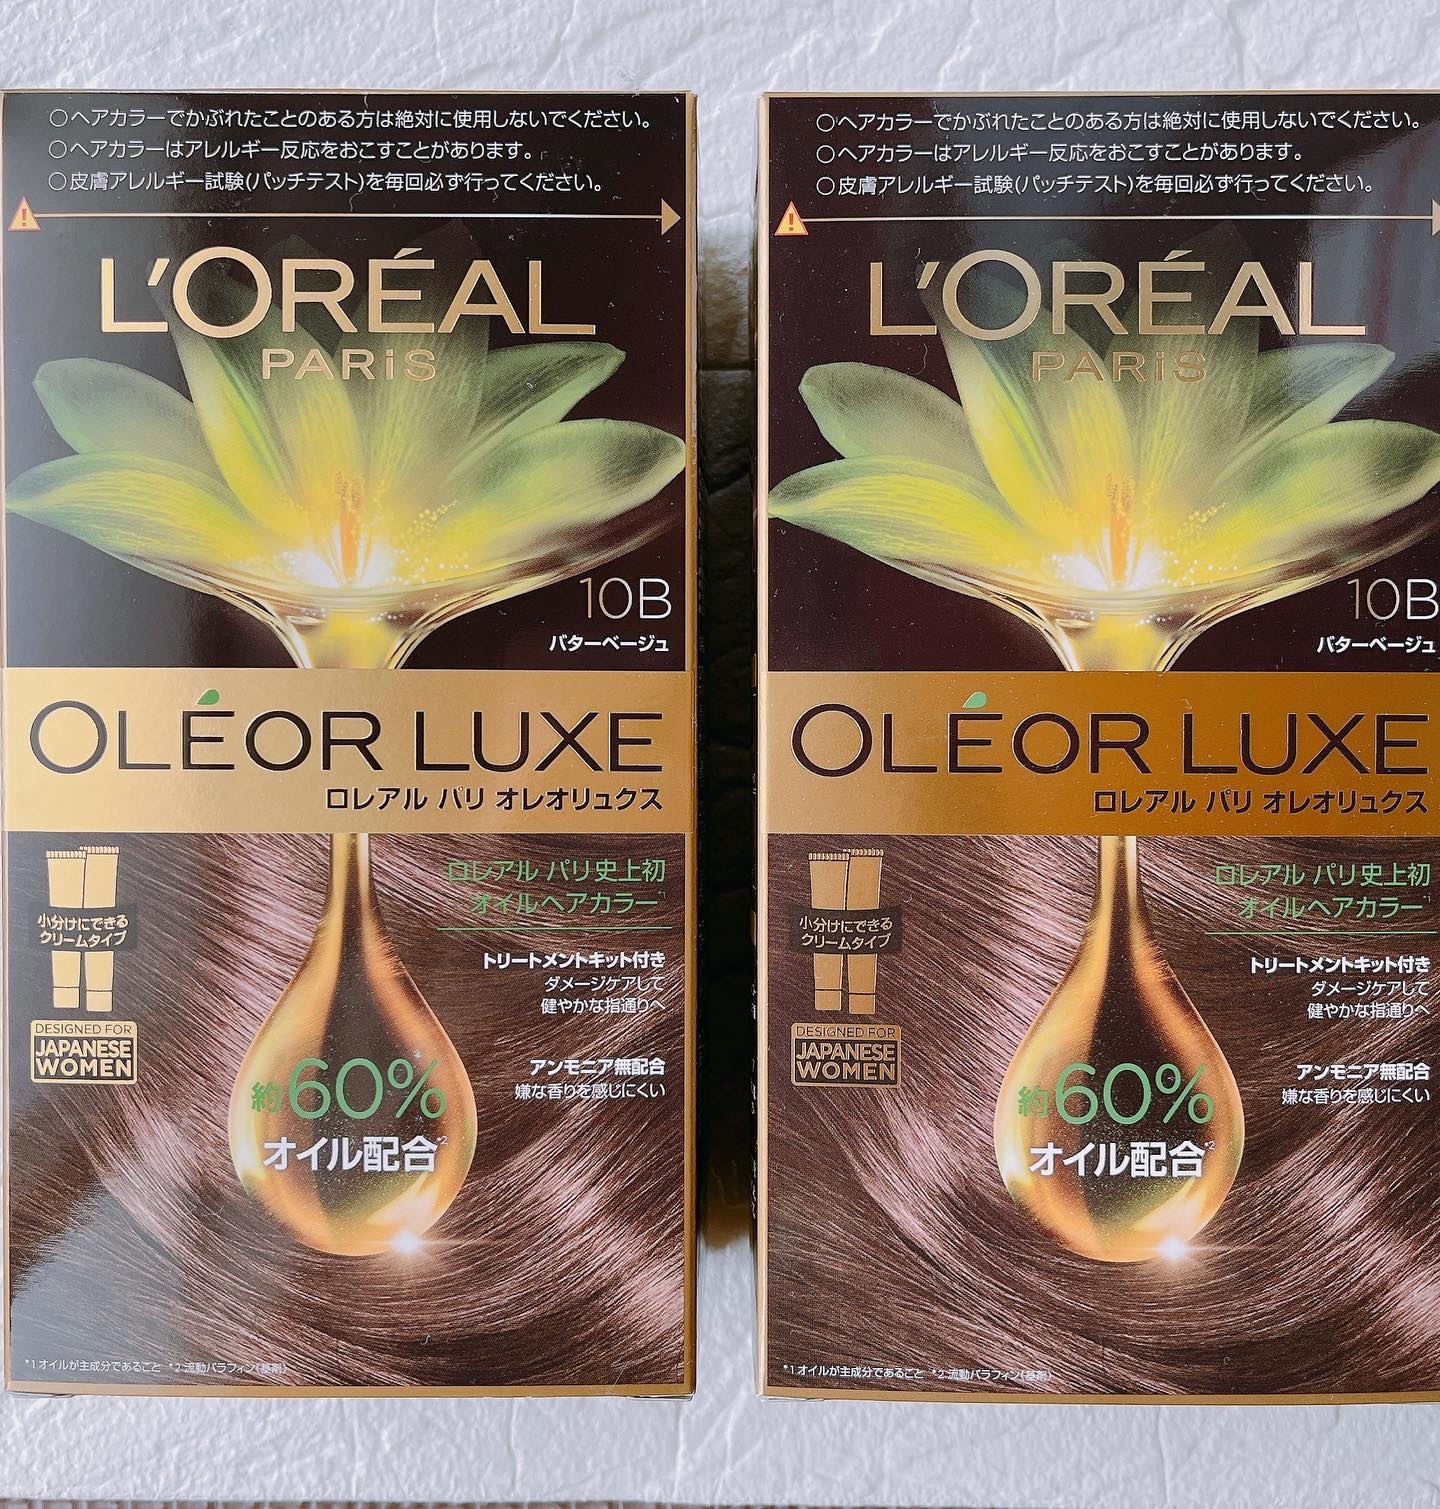 ○ヘアカラーでかぶれたことのある方は絶対に使用しないでください。
○ヘアカラーはアレルギー反応をおこすことがあります。
○皮膚アレルギー試験(パッチテスト)を毎回必ず行ってください。
L'ORÉAL
PARiS
10B
バターベージュ
OLÉOR LUXE
ロレアル パリ オレオリュクス
ロレアル パリ史上初
オイルヘアカラー*1
小分けにできる
クリームタイプ
トリートメントキット付き
ダメージケアして
健やかな指通りへ
DESIGNED FOR
JAPANESE
WOMEN
アンモニア無配合
嫌な香りを感じにくい
約60%
オイル配合*2
*1 オイルが主成分であること *2 流動パラフィン(基剤)
○ヘアカラーでかぶれたことのある方は絶対に使用しないでください。
○ヘアカラーはアレルギー反応をおこすことがあります。
○皮膚アレルギー試験(パッチテスト)を毎回必ず行ってください。
L'ORÉAL
PARiS
10B
バターベージュ
OLÉOR LUXE
ロレアル パリ オレオリュクス
ロレアル パリ史上初
オイルヘアカラー*1
小分けにできる
クリームタイプ
トリートメントキット付き
ダメージケアして
健やかな指通りへ
DESIGNED FOR
JAPANESE
WOMEN
アンモニア無配合
嫌な香りを感じにくい
約60%
オイル配合*2
*1 オイルが主成分であること *2 流動パラフィン(基剤)